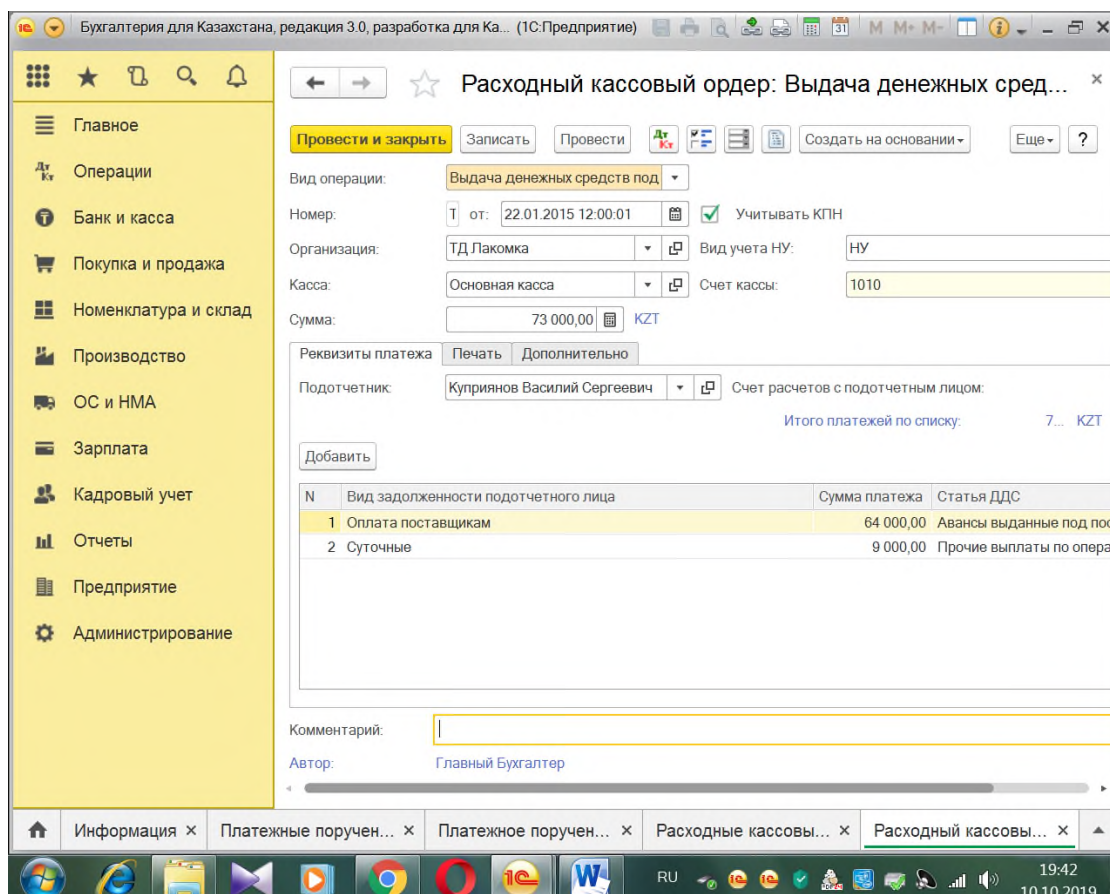 Бухгалтерия для Казахстана, редакция 3.0, разработка для Ка... (1С:Предприятие) 31 M M+ M-
Расходный кассовый ордер: Выдача денежных сред...
Главное
Операции
Банк и касса
Покупка и продажа
Номенклатура и склад
Производство
ОС и НМА
Зарплата
Кадровый учет
Отчеты
Предприятие
Администрирование
Провести и закрыть Записать Провести Дт Кт Создать на основании Еще ?
Вид операции: Выдача денежных средств под
Номер: Т от: 22.01.2015 12:00:01 Учитывать КПН
Организация: ТД Лакомка Вид учета НУ: НУ
Касса: Основная касса Счет кассы: 1010
Сумма: 73 000,00 KZT
Реквизиты платежа Печать Дополнительно
Подотчетник: Куприянов Василий Сергеевич Счет расчетов с подотчетным лицом:
Итого платежей по списку: 7... KZT
Добавить
N Вид задолженности подотчетного лица Сумма платежа Статья ДДС
1 Оплата поставщикам 64 000,00 Авансы выданные под пос
2 Суточные 9 000,00 Прочие выплаты по опера
Комментарий:
Автор: Главный Бухгалтер
Информация Платежные поручен... Платежное поручен... Расходные кассовы... Расходный кассовы...
RU 19:42
10.10.2019